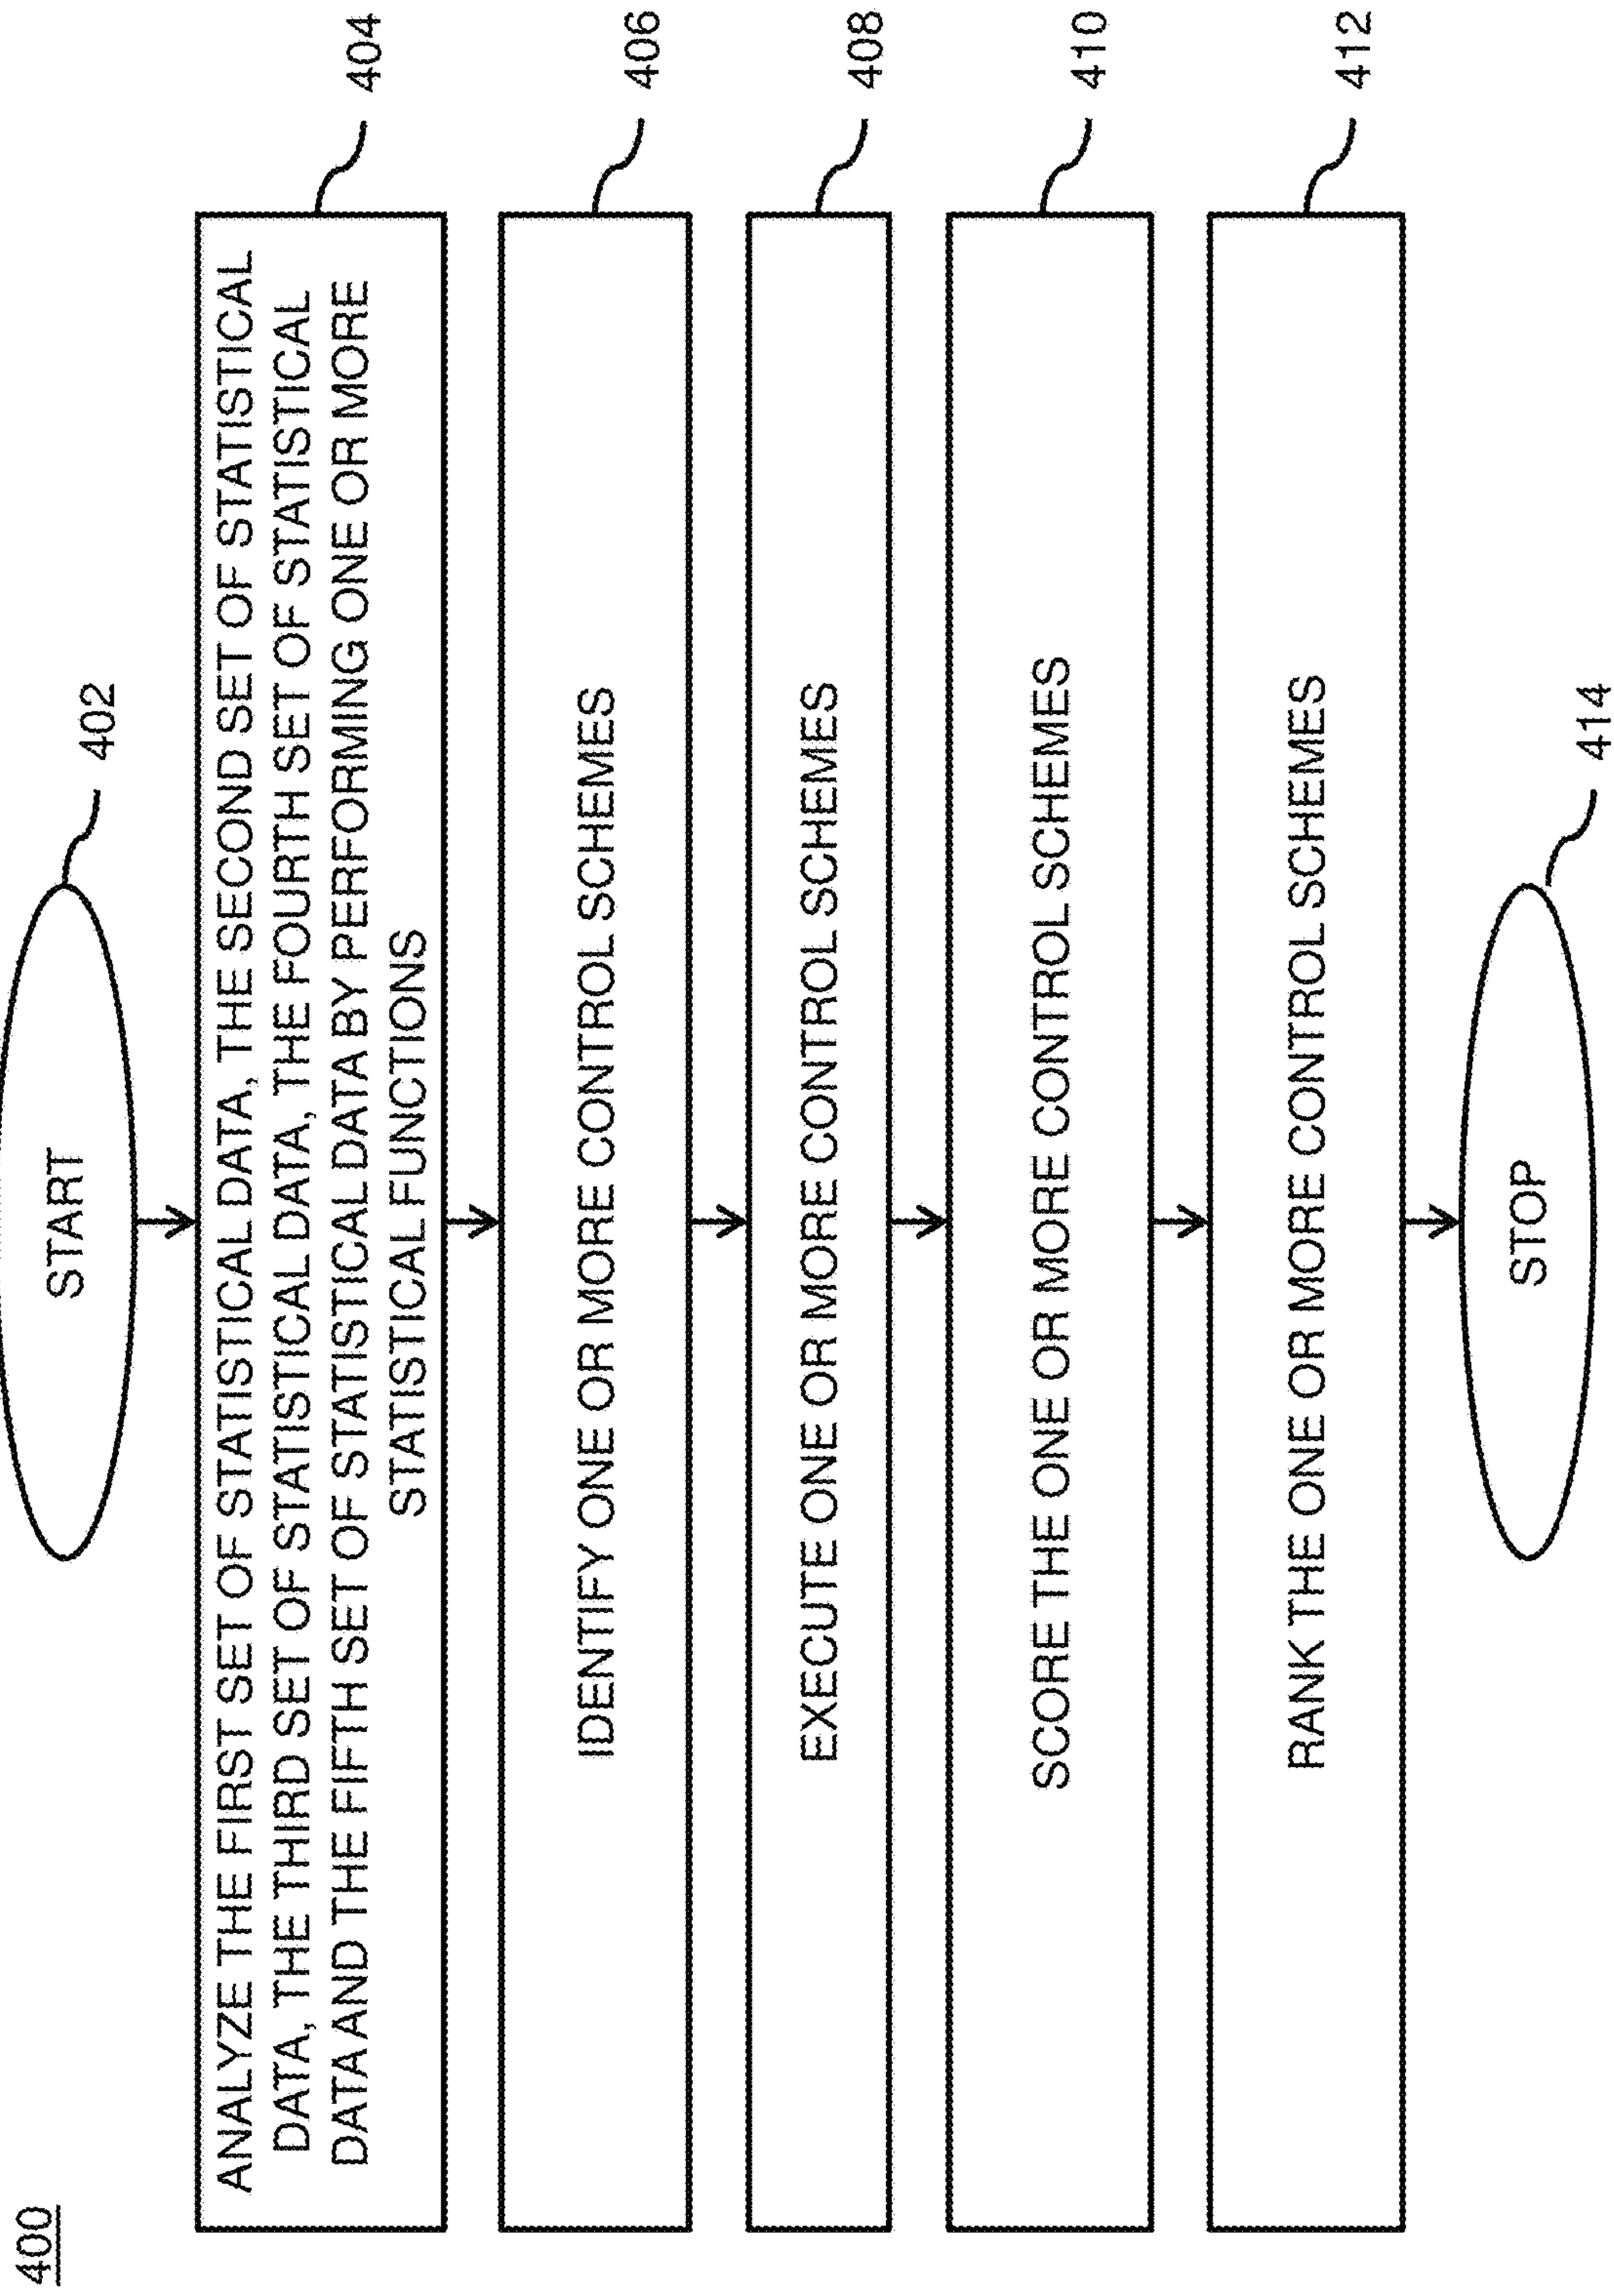 400
START
402
ANALYZE THE FIRST SET OF STATISTICAL DATA, THE SECOND SET OF STATISTICAL
DATA, THE THIRD SET OF STATISTICAL DATA, THE FOURTH SET OF STATISTICAL
DATA AND THE FIFTH SET OF STATISTICAL DATA BY PERFORMING ONE OR MORE
STATISTICAL FUNCTIONS
404
IDENTIFY ONE OR MORE CONTROL SCHEMES
406
EXECUTE ONE OR MORE CONTROL SCHEMES
408
SCORE THE ONE OR MORE CONTROL SCHEMES
410
RANK THE ONE OR MORE CONTROL SCHEMES
412
STOP
414